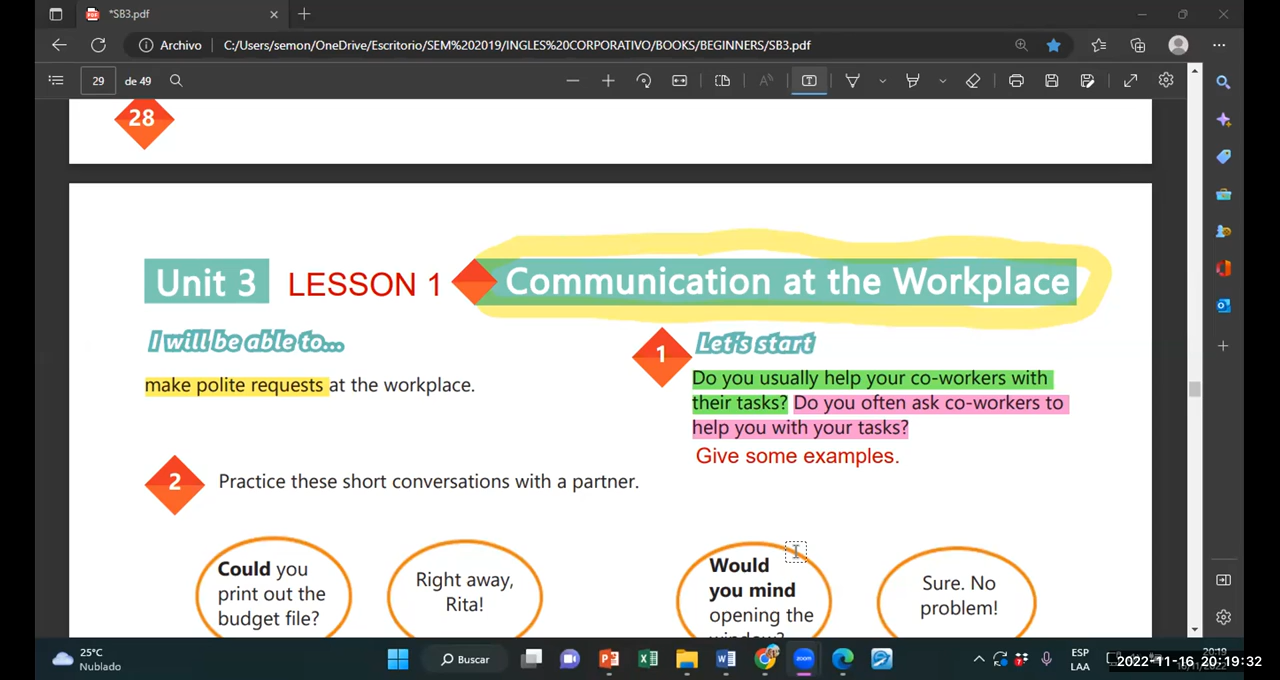 *SB3.pdf
Archivo
C:/Users/semon/OneDrive/Escritorio/SEM%202019/INGLES%20CORPORATIVO/BOOKS/BEGINNERS/SB3.pdf
29 de 49
28
Unit 3 LESSON 1 Communication at the Workplace
I will be able to...
make polite requests at the workplace.
1 Let's start
Do you usually help your co-workers with
their tasks? Do you often ask co-workers to
help you with your tasks?
Give some examples.
2 Practice these short conversations with a partner.
Could you
print out the
budget file?
Right away,
Rita!
Would
you mind
opening the
window?
Sure. No
problem!
25°C
Nublado
Buscar
ESP
LAA
2022-11-16 20:19:32